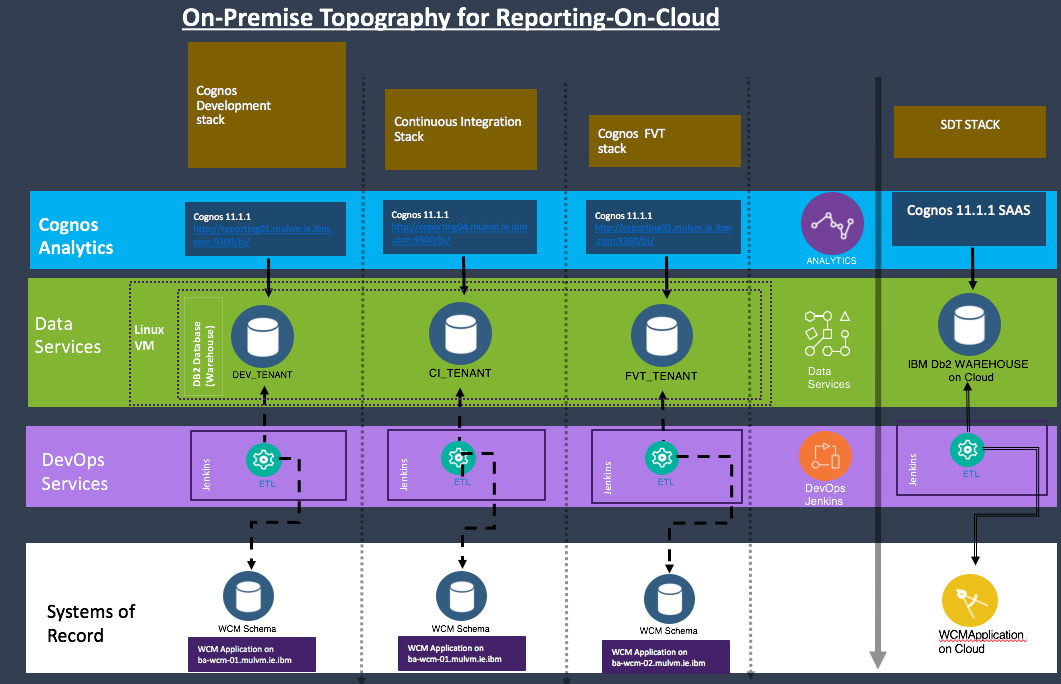 On-Premise Topography for Reporting-On-Cloud
Cognos
Development
stack
Continuous Integration
Stack
Cognos FVT
stack
SDT STACK
Cognos
Analytics
Cognos 11.1.1
http://reporting01.mulvm.ie.ibm
.com:9300/bi/
Cognos 11.1.1
http://reporting04.mulvm.ie.ibm
.com:9300/bi/
Cognos 11.1.1
http://reporting03.mulvm.ie.ibm
.com:9300/bi/
ANALYTICS
Cognos 11.1.1 SAAS
Data
Services
Linux
VM
DB2 Database
(Warehouse)
DEV_TENANT
CI_TENANT
FVT_TENANT
Data
Services
IBM Db2 WAREHOUSE
on Cloud
DevOps
Services
Jenkins
ETL
Jenkins
ETL
Jenkins
ETL
DevOps
Jenkins
Jenkins
ETL
Systems of
Record
WCM Schema
WCM Application on
ba-wcm-01.mulvm.ie.ibm
WCM Schema
WCM Application on
ba-wcm-01.mulvm.ie.ibm
WCM Schema
WCM Application on
ba-wcm-02.mulvm.ie.ibm
WCMApplication
on Cloud